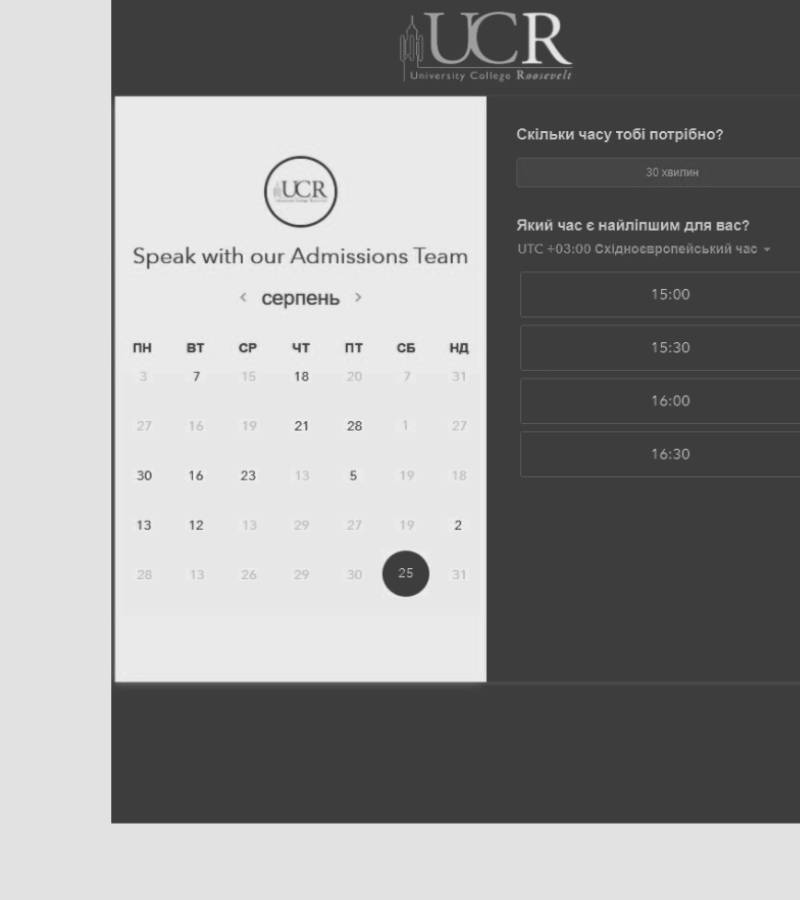 UCR
University College Roosevelt
UCR
Speak with our Admissions Team
< серпень >
ПН ВТ СР ЧТ ПТ СБ НД
3 7 15 18 20 7 31
27 16 19 21 28 1 27
30 16 23 13 5 19 18
13 12 13 29 27 19 2
28 13 26 29 30 25 31
Скільки часу тобі потрібно?
30 хвилин
Який час є найліпшим для вас?
UTC +03:00 Східноєвропейський час
15:00
15:30
16:00
16:30